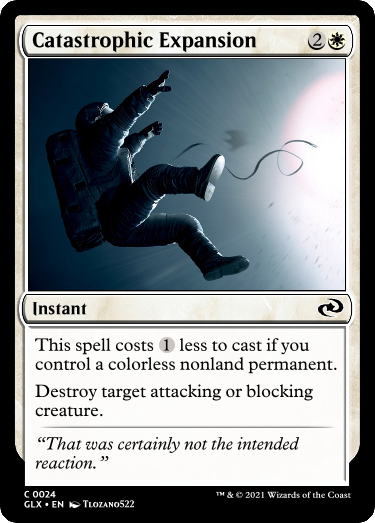 Catastrophic Expansion 2
Instant
This spell costs 1 less to cast if you
control a colorless nonland permanent.
Destroy target attacking or blocking
creature.
“That was certainly not the intended
reaction.”
C 0024
GLX • EN Tlozano522
™ & © 2021 Wizards of the Coast